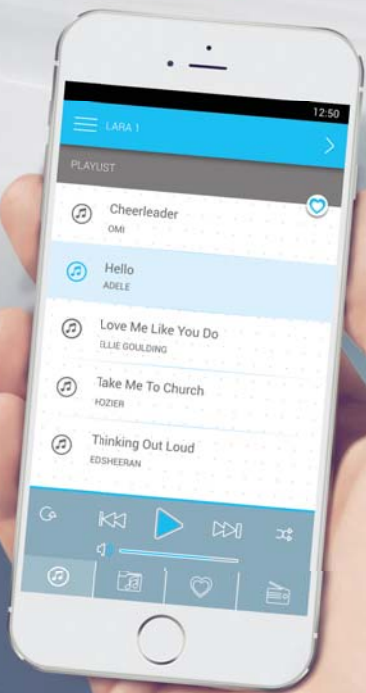 12:50
LARA 1
PLAYLIST
Cheerleader
OMI
Hello
ADELE
Love Me Like You Do
ELLIE GOULDING
Take Me To Church
HOZIER
Thinking Out Loud
EDSHEERAN